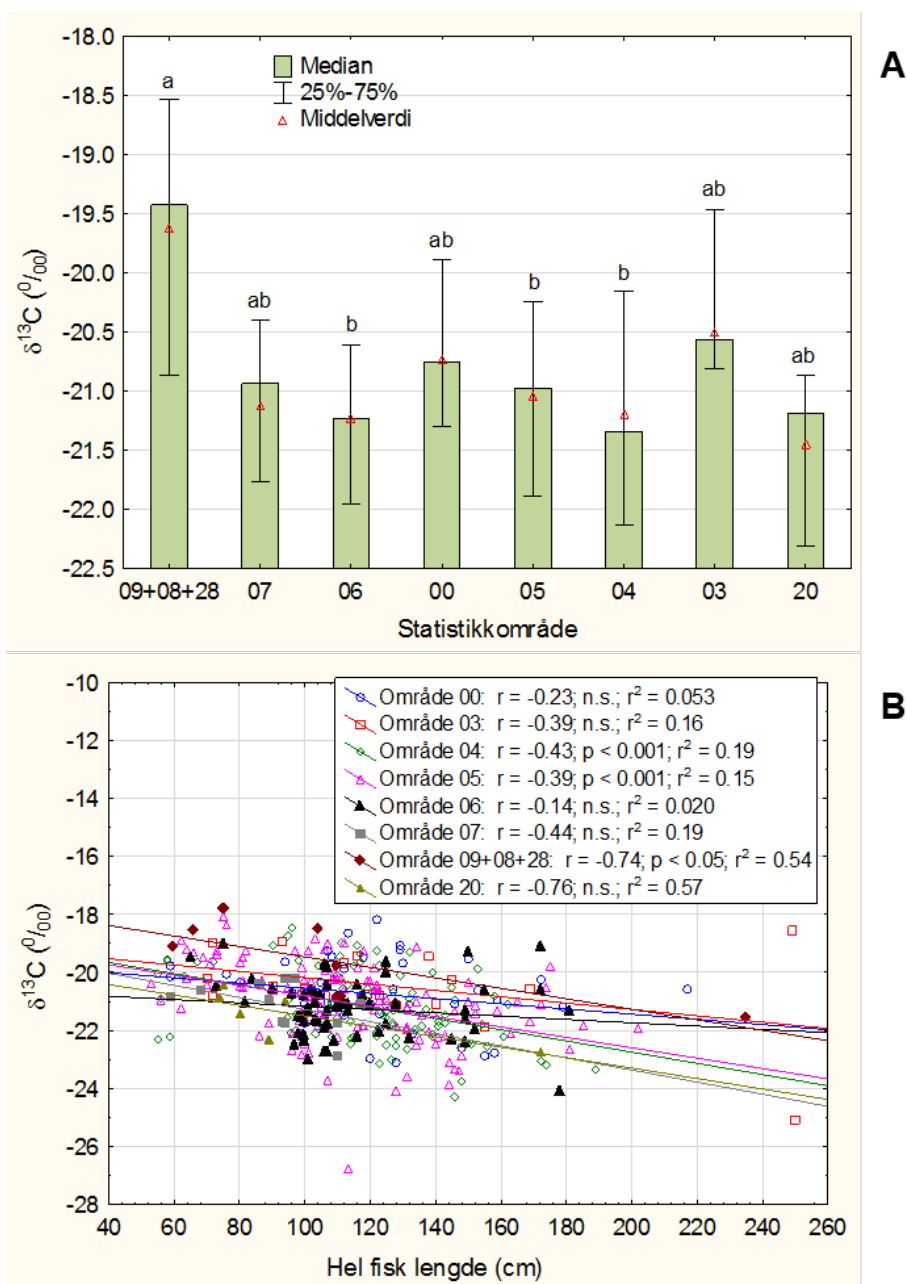 A
-18.0
-18.5
-19.0
-19.5
-20.0
-20.5
-21.0
-21.5
-22.0
-22.5
δ¹³C (⁰/₀₀)
Median
25%-75%
Middelverdi
a
ab
b
ab
b
b
ab
ab
09+08+28 07 06 00 05 04 03 20
Statistikkområde
B
-10
-12
-14
-16
-18
-20
-22
-24
-26
-28
δ¹³C (⁰/₀₀)
Område 00: r = -0.23; n.s.; r² = 0.053
Område 03: r = -0.39; n.s.; r² = 0.16
Område 04: r = -0.43; p < 0.001; r² = 0.19
Område 05: r = -0.39; p < 0.001; r² = 0.15
Område 06: r = -0.14; n.s.; r² = 0.020
Område 07: r = -0.44; n.s.; r² = 0.19
Område 09+08+28: r = -0.74; p < 0.05; r² = 0.54
Område 20: r = -0.76; n.s.; r² = 0.57
40 60 80 100 120 140 160 180 200 220 240 260
Hel fisk lengde (cm)